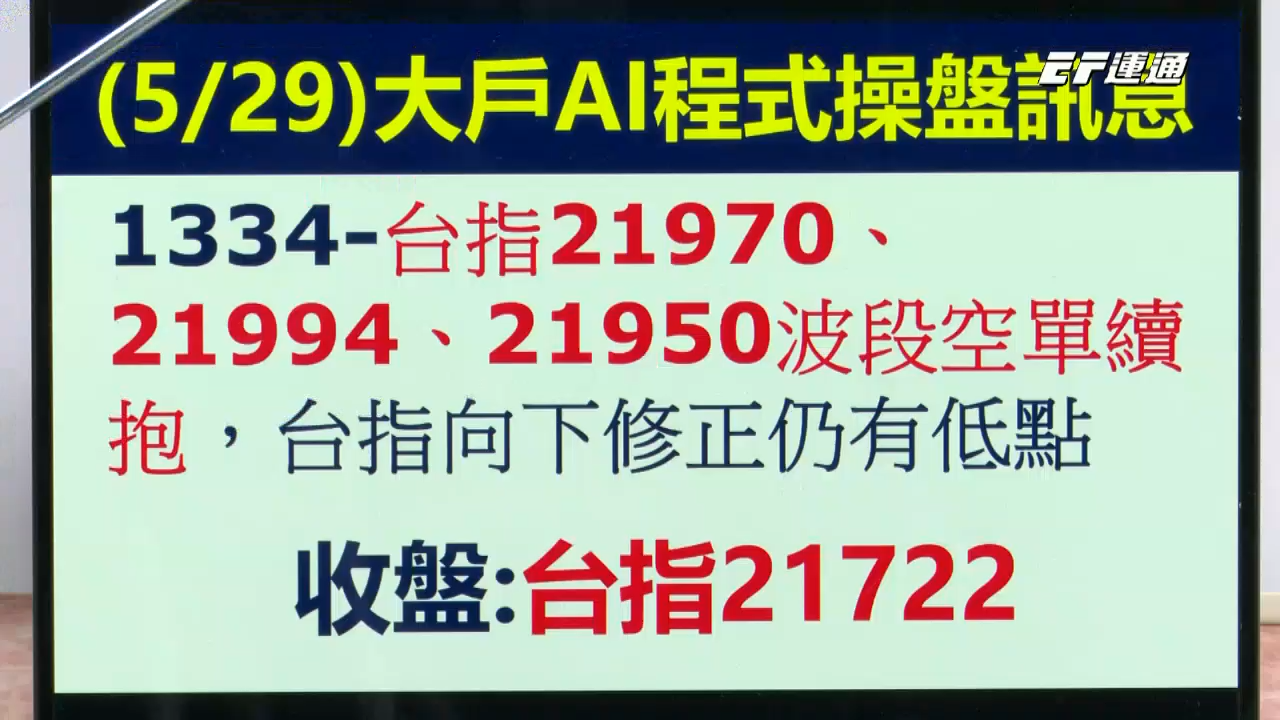 (5/29)大戶AI程式操盤訊息
EF運通
1334-台指21970、
21994、21950波段空單續
抱，台指向下修正仍有低點
收盤:台指21722